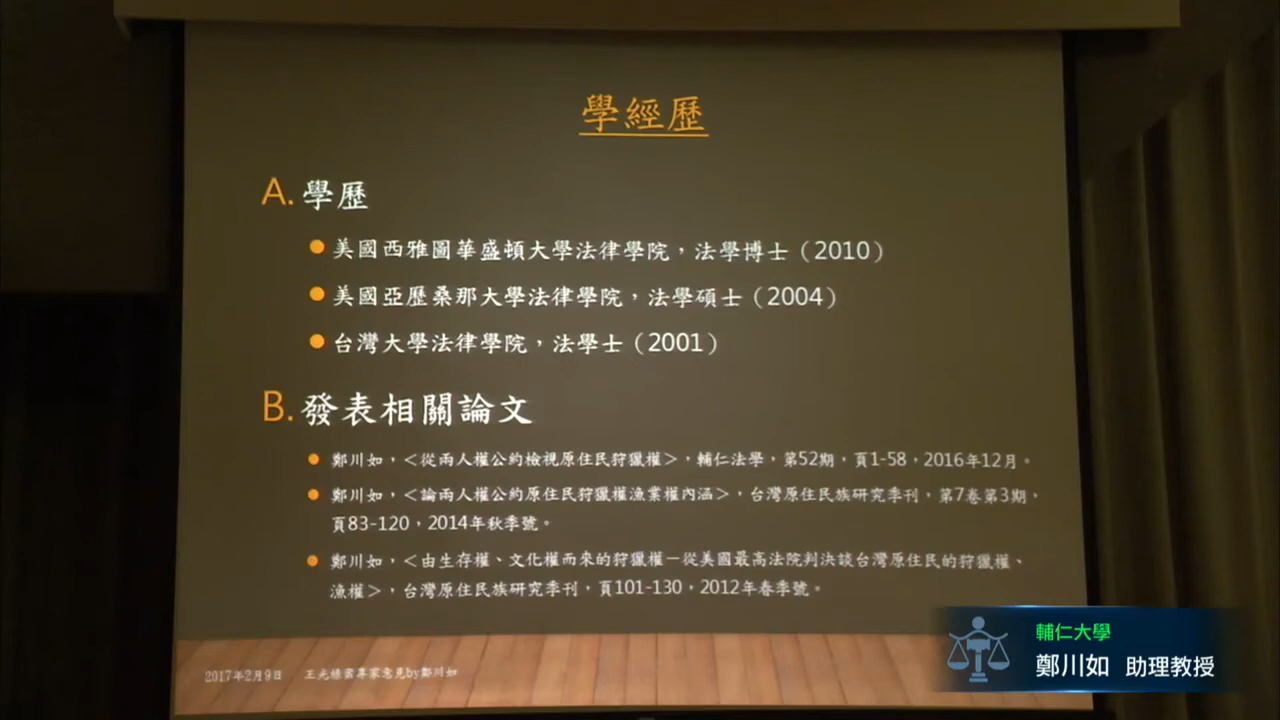 學經歷
A. 學歷
美國西雅圖華盛頓大學法律學院，法學博士（2010）
美國亞歷桑那大學法律學院，法學碩士（2004）
台灣大學法律學院，法學士（2001）
B. 發表相關論文
鄭川如，＜從兩人權公約檢視原住民狩獵權＞，輔仁法學，第52期，頁1-58，2016年12月。
鄭川如，＜論兩人權公約原住民狩獵權漁業權內涵＞，台灣原住民族研究季刊，第7卷第3期，
頁83-120，2014年秋季號。
鄭川如，＜由生存權、文化權而來的狩獵權－從美國最高法院判決談台灣原住民的狩獵權、
漁權＞，台灣原住民族研究季刊，頁101-130，2012年春季號。
2017年2月9日 王光祿案專家意見by鄭川如
輔仁大學
鄭川如 助理教授